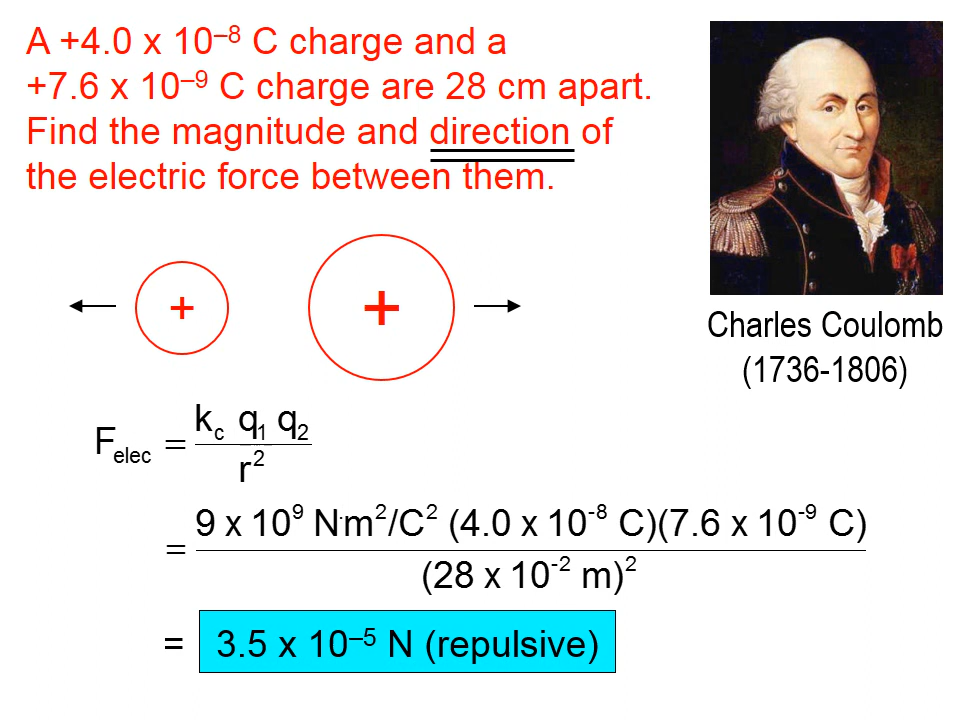 A +4.0 x 10⁻⁸ C charge and a
+7.6 x 10⁻⁹ C charge are 28 cm apart.
Find the magnitude and direction of
the electric force between them.
+ +
Charles Coulomb
(1736-1806)
F_elec = k_c q₁ q₂ / r²
= 9 x 10⁹ N·m²/C² (4.0 x 10⁻⁸ C)(7.6 x 10⁻⁹ C) / (28 x 10⁻² m)²
= 3.5 x 10⁻⁵ N (repulsive)